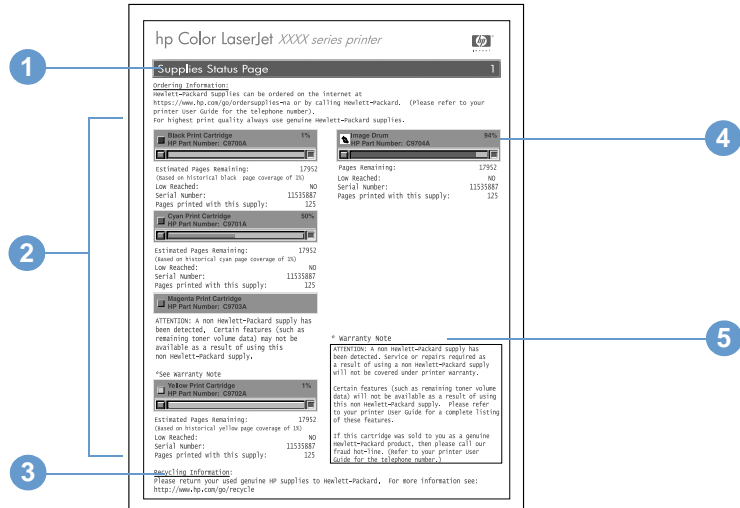 hp Color LaserJet XXXX series printer
hp
invent
1
Supplies Status Page 1
Ordering Information:
Hewlett-Packard Supplies can be ordered on the internet at
https://www.hp.com/go/ordersupplies-na or by calling Hewlett-Packard. (Please refer to your
printer User Guide for the telephone number).
For highest print quality always use genuine Hewlett-Packard supplies.
2
Black Print Cartridge 1%
HP Part Number: C9700A
Estimated Pages Remaining: 17952
(Based on historical black page coverage of 1%)
Low Reached: NO
Serial Number: 11535887
Pages printed with this supply: 125
Cyan Print Cartridge 50%
HP Part Number: C9701A
Estimated Pages Remaining: 17952
(Based on historical cyan page coverage of 1%)
Low Reached: NO
Serial Number: 11535887
Pages printed with this supply: 125
Magenta Print Cartridge
HP Part Number: C9703A
ATTENTION: A non Hewlett-Packard supply has
been detected. Certain features (such as
remaining toner volume data) may not be
available as a result of using this
non Hewlett-Packard supply.
*See Warranty Note
Yellow Print Cartridge 1%
HP Part Number: C9702A
Estimated Pages Remaining: 17952
(Based on historical yellow page coverage of 1%)
Low Reached: NO
Serial Number: 11535887
Pages printed with this supply: 125
4
Image Drum 94%
HP Part Number: C9704A
Pages Remaining: 17952
Low Reached: NO
Serial Number: 11535887
Pages printed with this supply: 125
5
* Warranty Note
ATTENTION: A non Hewlett-Packard supply has
been detected. Service or repairs required as
a result of using a non Hewlett-Packard supply
will not be covered under printer warranty.
Certain features (such as remaining toner volume
data) will not be available as a result of using
this non Hewlett-Packard supply. Please refer
to your printer User Guide for a complete listing
of these features.
If this cartridge was sold to you as a genuine
Hewlett-Packard product, then please call our
fraud hot-line. (Refer to your printer User
Guide for the telephone number.)
3
Recycling Information:
Please return your used genuine HP supplies to Hewlett-Packard. For more information see:
http://www.hp.com/go/recycle